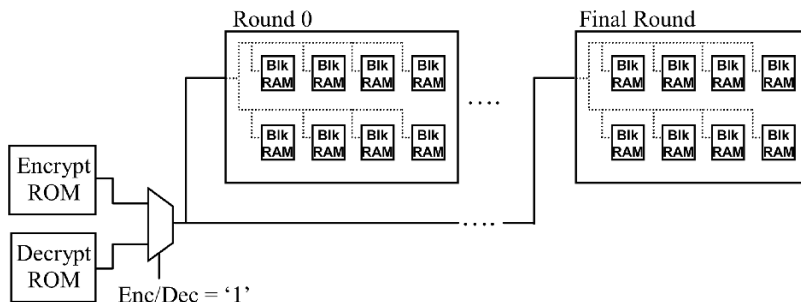 Round 0
Final Round
Blk RAM Blk RAM Blk RAM Blk RAM
Blk RAM Blk RAM Blk RAM Blk RAM
....
Blk RAM Blk RAM Blk RAM Blk RAM
Blk RAM Blk RAM Blk RAM Blk RAM
Encrypt
ROM
Decrypt
ROM
....
Enc/Dec = ‘1’